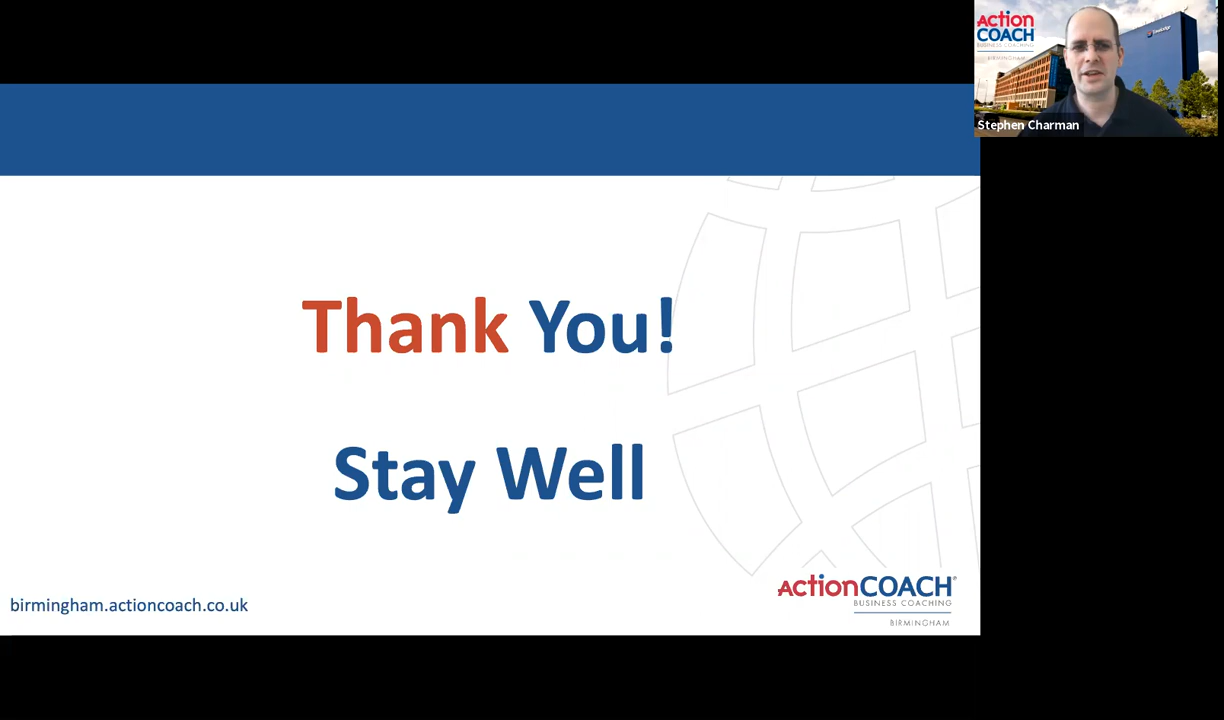 Action
COACH
BUSINESS COACHING
BIRMINGHAM
Stephen Charman
Thank You!
Stay Well
birmingham.actioncoach.co.uk
ActionCOACH®
BUSINESS COACHING
BIRMINGHAM